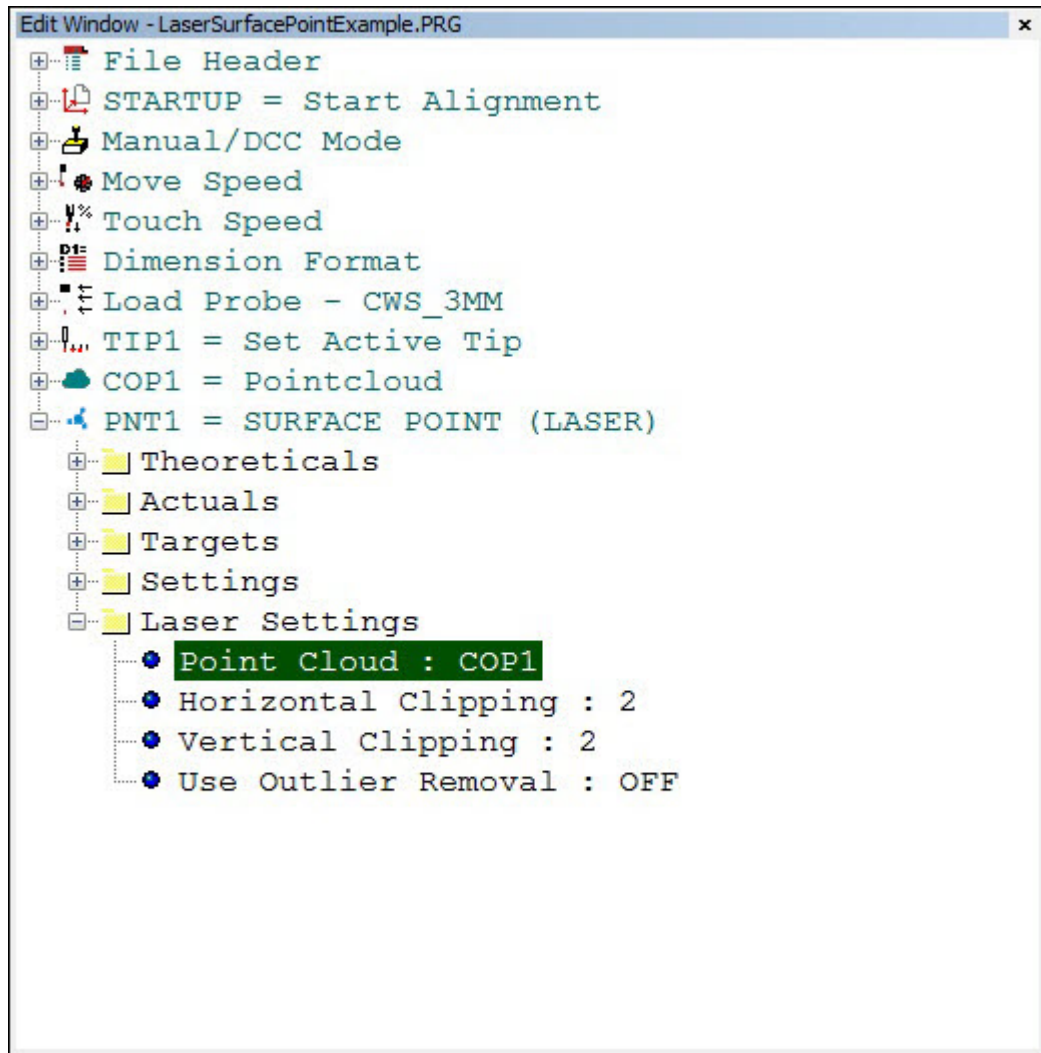 Edit Window - LaserSurfacePointExample.PRG
File Header
STARTUP = Start Alignment
Manual/DCC Mode
Move Speed
Touch Speed
Dimension Format
Load Probe - CWS_3MM
TIP1 = Set Active Tip
COP1 = Pointcloud
PNT1 = SURFACE POINT (LASER)
Theoreticals
Actuals
Targets
Settings
Laser Settings
Point Cloud : COP1
Horizontal Clipping : 2
Vertical Clipping : 2
Use Outlier Removal : OFF